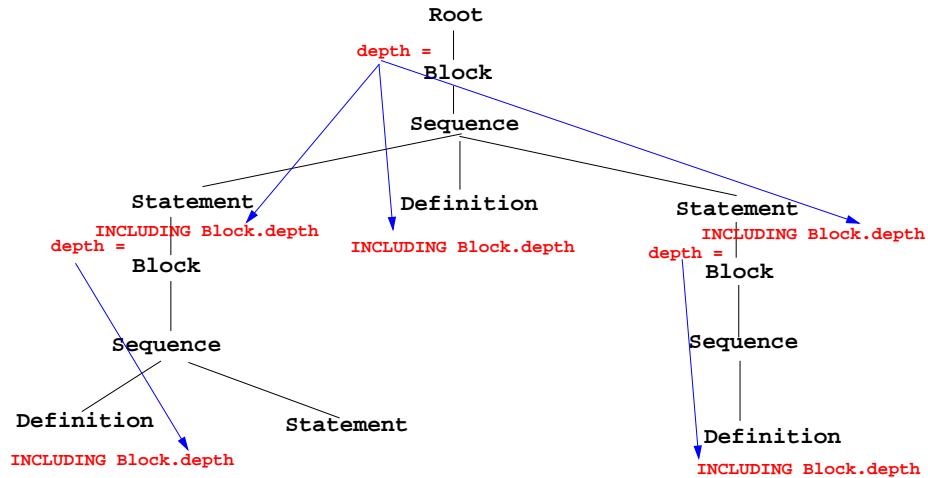 Root
depth =
Block
Sequence
Statement
Definition
Statement
INCLUDING Block.depth
INCLUDING Block.depth
INCLUDING Block.depth
depth =
depth =
Block
Block
Sequence
Sequence
Definition
Statement
Definition
INCLUDING Block.depth
INCLUDING Block.depth